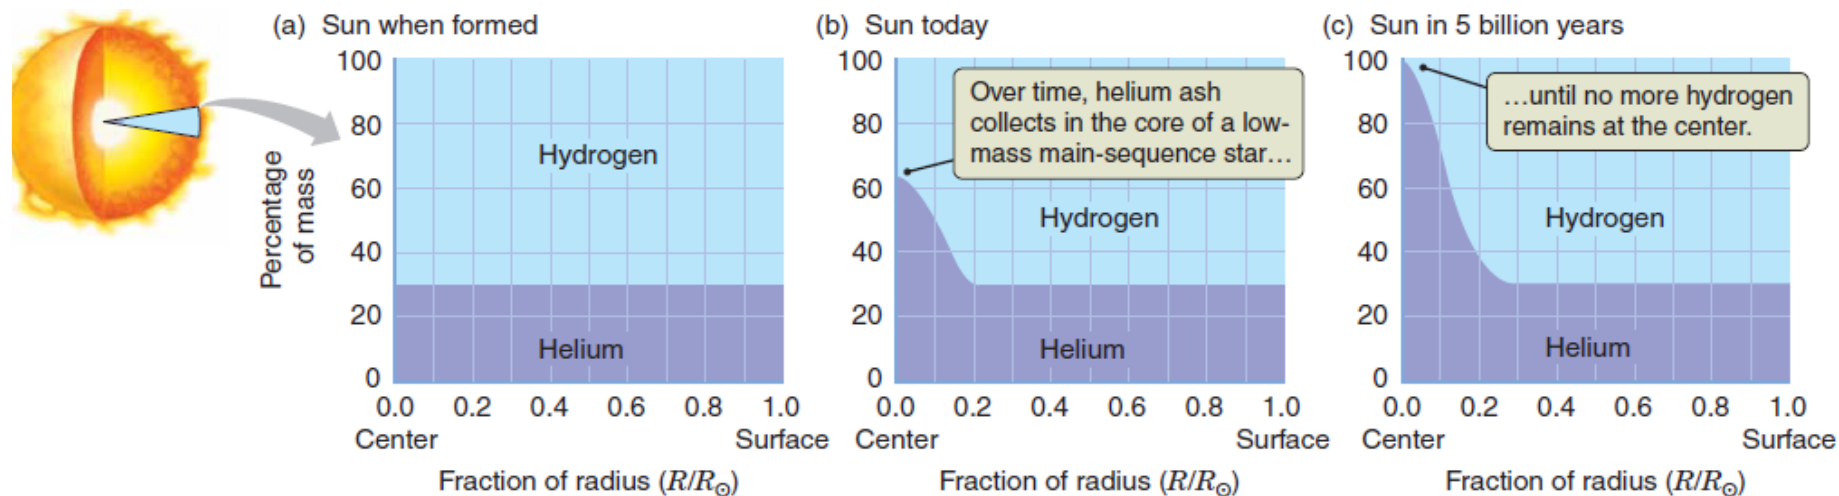 (a) Sun when formed
100
80
60
40
20
0
Percentage
of mass
Hydrogen
Helium
0.0 0.2 0.4 0.6 0.8 1.0
Center Surface
Fraction of radius (R/R⊙)
(b) Sun today
100
80
60
40
20
0
Over time, helium ash
collects in the core of a low-
mass main-sequence star…
Hydrogen
Helium
0.0 0.2 0.4 0.6 0.8 1.0
Center Surface
Fraction of radius (R/R⊙)
(c) Sun in 5 billion years
100
80
60
40
20
0
…until no more hydrogen
remains at the center.
Hydrogen
Helium
0.0 0.2 0.4 0.6 0.8 1.0
Center Surface
Fraction of radius (R/R⊙)